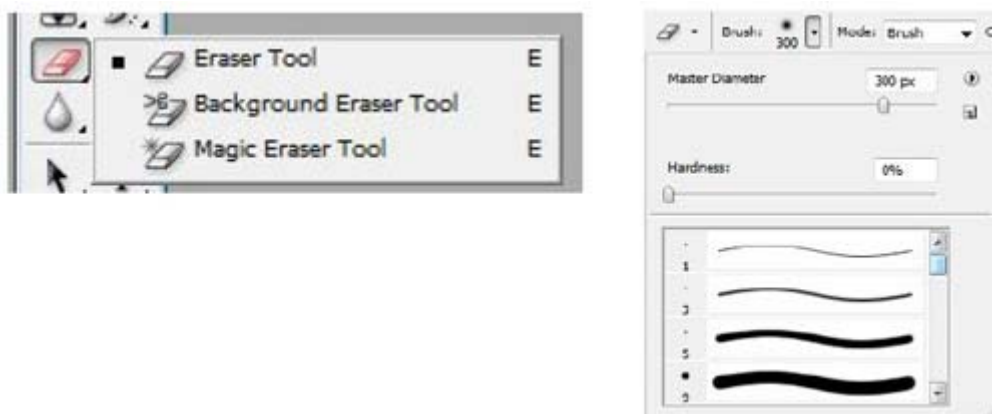 Eraser Tool E
Background Eraser Tool E
Magic Eraser Tool E
Brush: 300 Mode: Brush
Master Diameter 300 px
Hardness: 0%
1
3
5
9